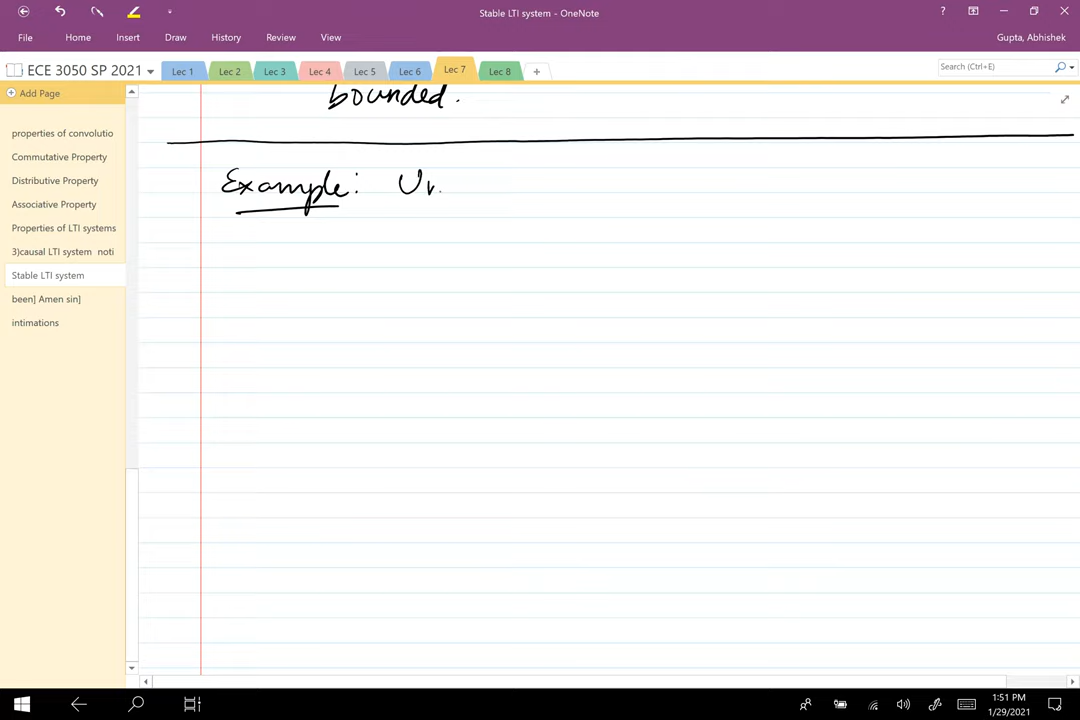 Stable LTI system - OneNote
File Home Insert Draw History Review View
Gupta, Abhishek
ECE 3050 SP 2021
Lec 1 Lec 2 Lec 3 Lec 4 Lec 5 Lec 6 Lec 7 Lec 8 +
Search (Ctrl+E)
Add Page
properties of convolutio
Commutative Property
Distributive Property
Associative Property
Properties of LTI systems
3)causal LTI system noti
Stable LTI system
been] Amen sin]
intimations
bounded.
Example:
1:51 PM
1/29/2021